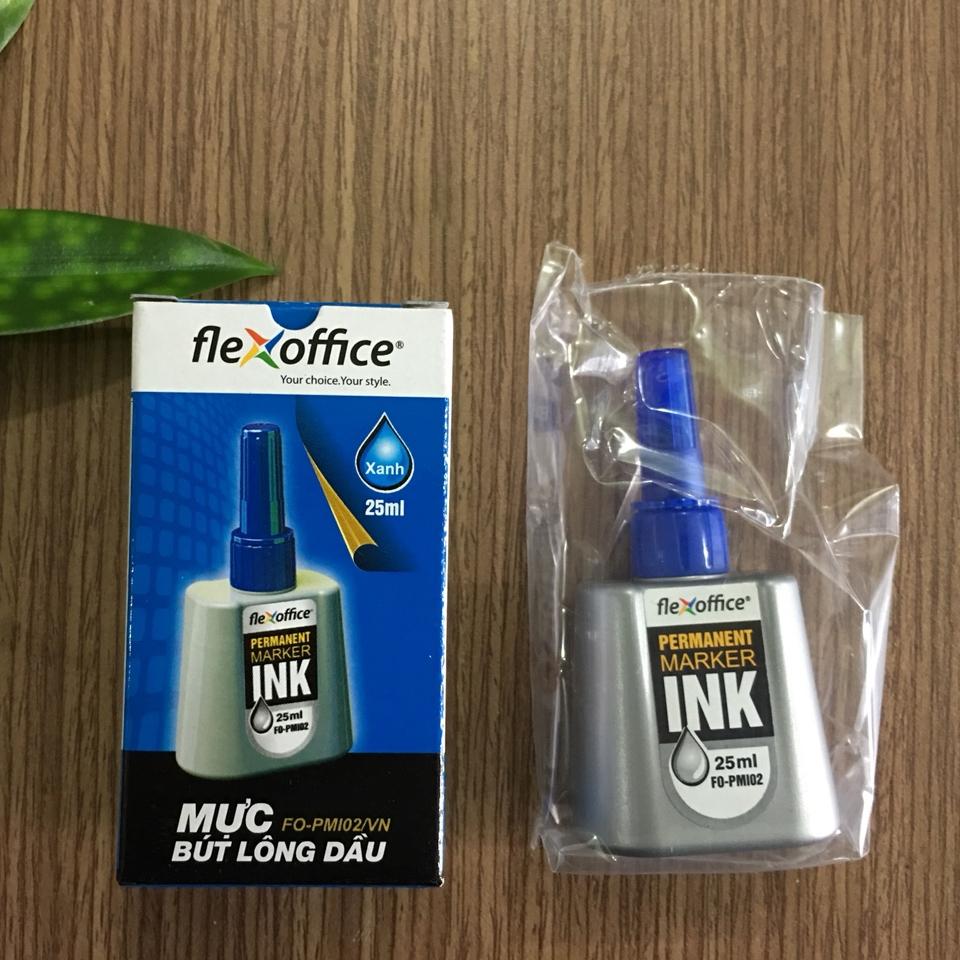 flexoffice®
Your choice.Your style.
Xanh
25ml
flexoffice®
PERMANENT
MARKER
INK
25ml
FO-PMI02
MỰC FO-PMI02/VN
BÚT LÔNG DẦU
flexoffice®
PERMANENT
MARKER
INK
25ml
FO-PMI02